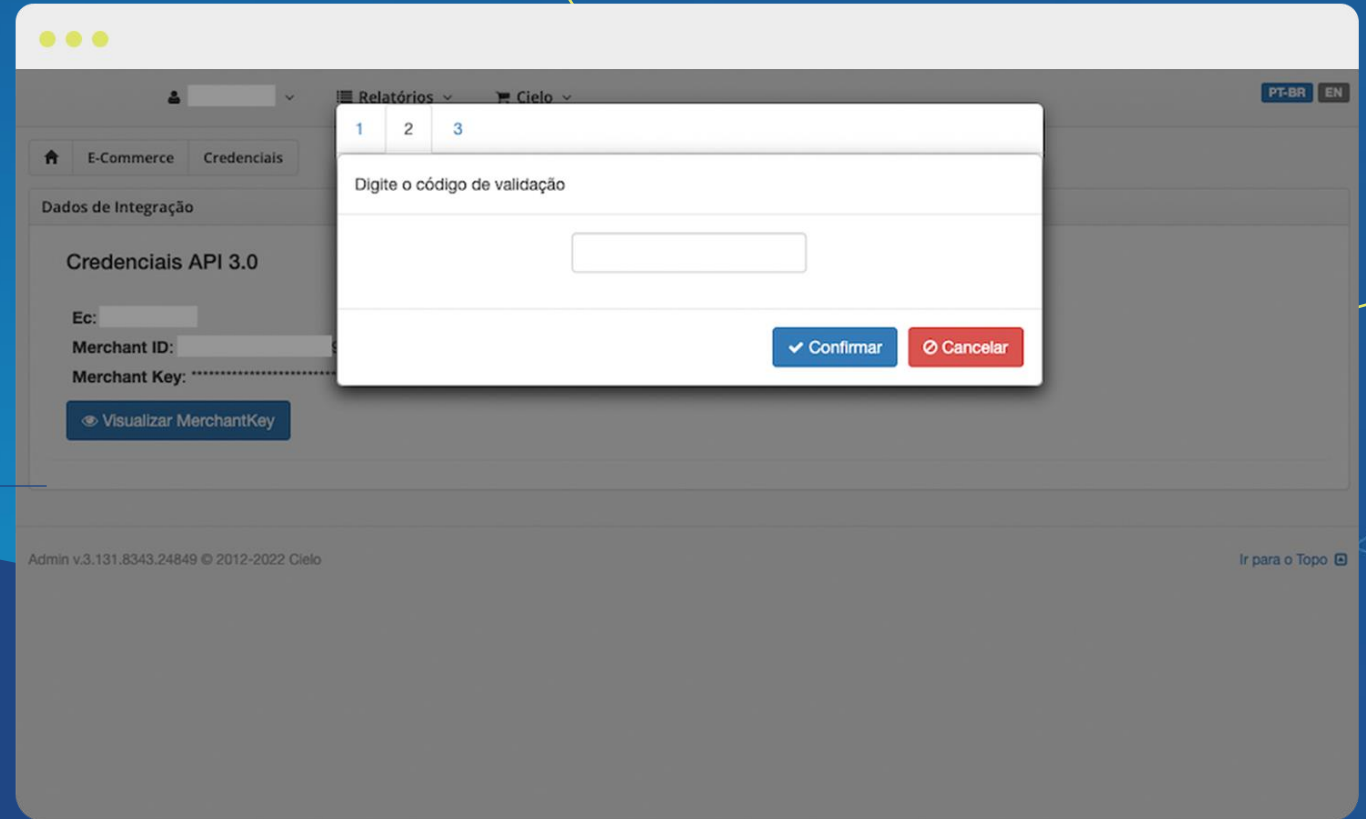 Relatórios Cielo PT-BR EN
1 2 3
E-Commerce Credenciais
Digite o código de validação
Dados de Integração
Credenciais API 3.0
Ec:
Merchant ID:
Merchant Key: ************************
Confirmar Cancelar
Visualizar MerchantKey
Admin v.3.131.8343.24849 © 2012-2022 Cielo Ir para o Topo